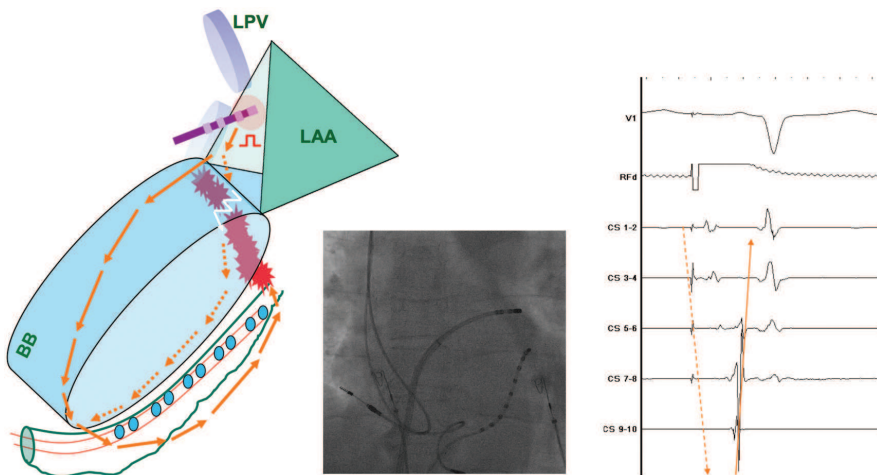 LPV
LAA
BB
V1
RFd
CS 1-2
CS 3-4
CS 5-6
CS 7-8
CS 9-10